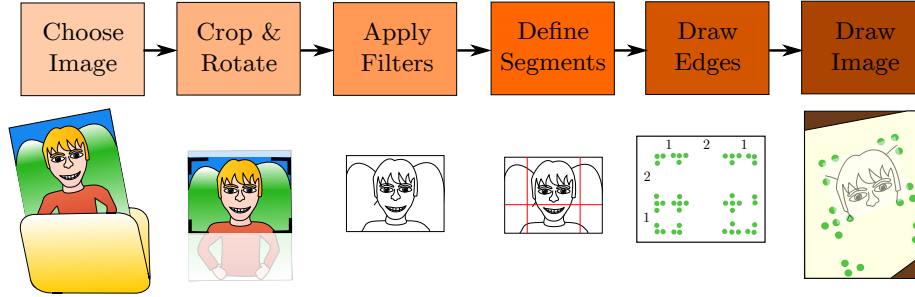 Choose
Image
Crop &
Rotate
Apply
Filters
Define
Segments
Draw
Edges
Draw
Image
1 2 1
2
1